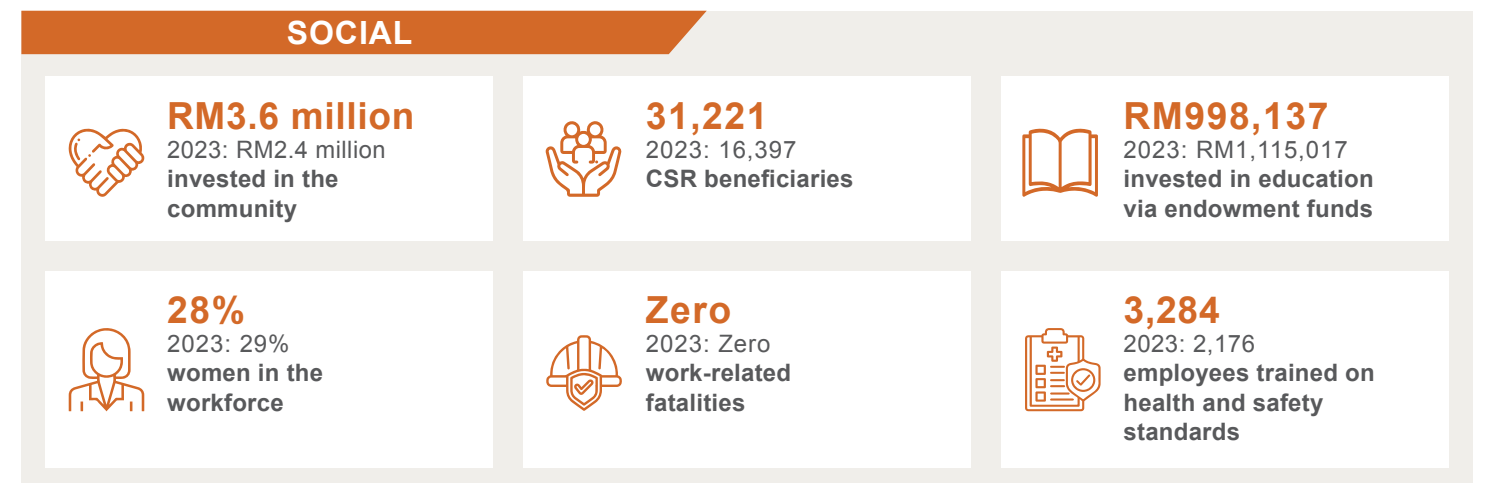 SOCIAL
RM3.6 million
2023: RM2.4 million
invested in the
community
31,221
2023: 16,397
CSR beneficiaries
RM998,137
2023: RM1,115,017
invested in education
via endowment funds
28%
2023: 29%
women in the
workforce
Zero
2023: Zero
work-related
fatalities
3,284
2023: 2,176
employees trained on
health and safety
standards